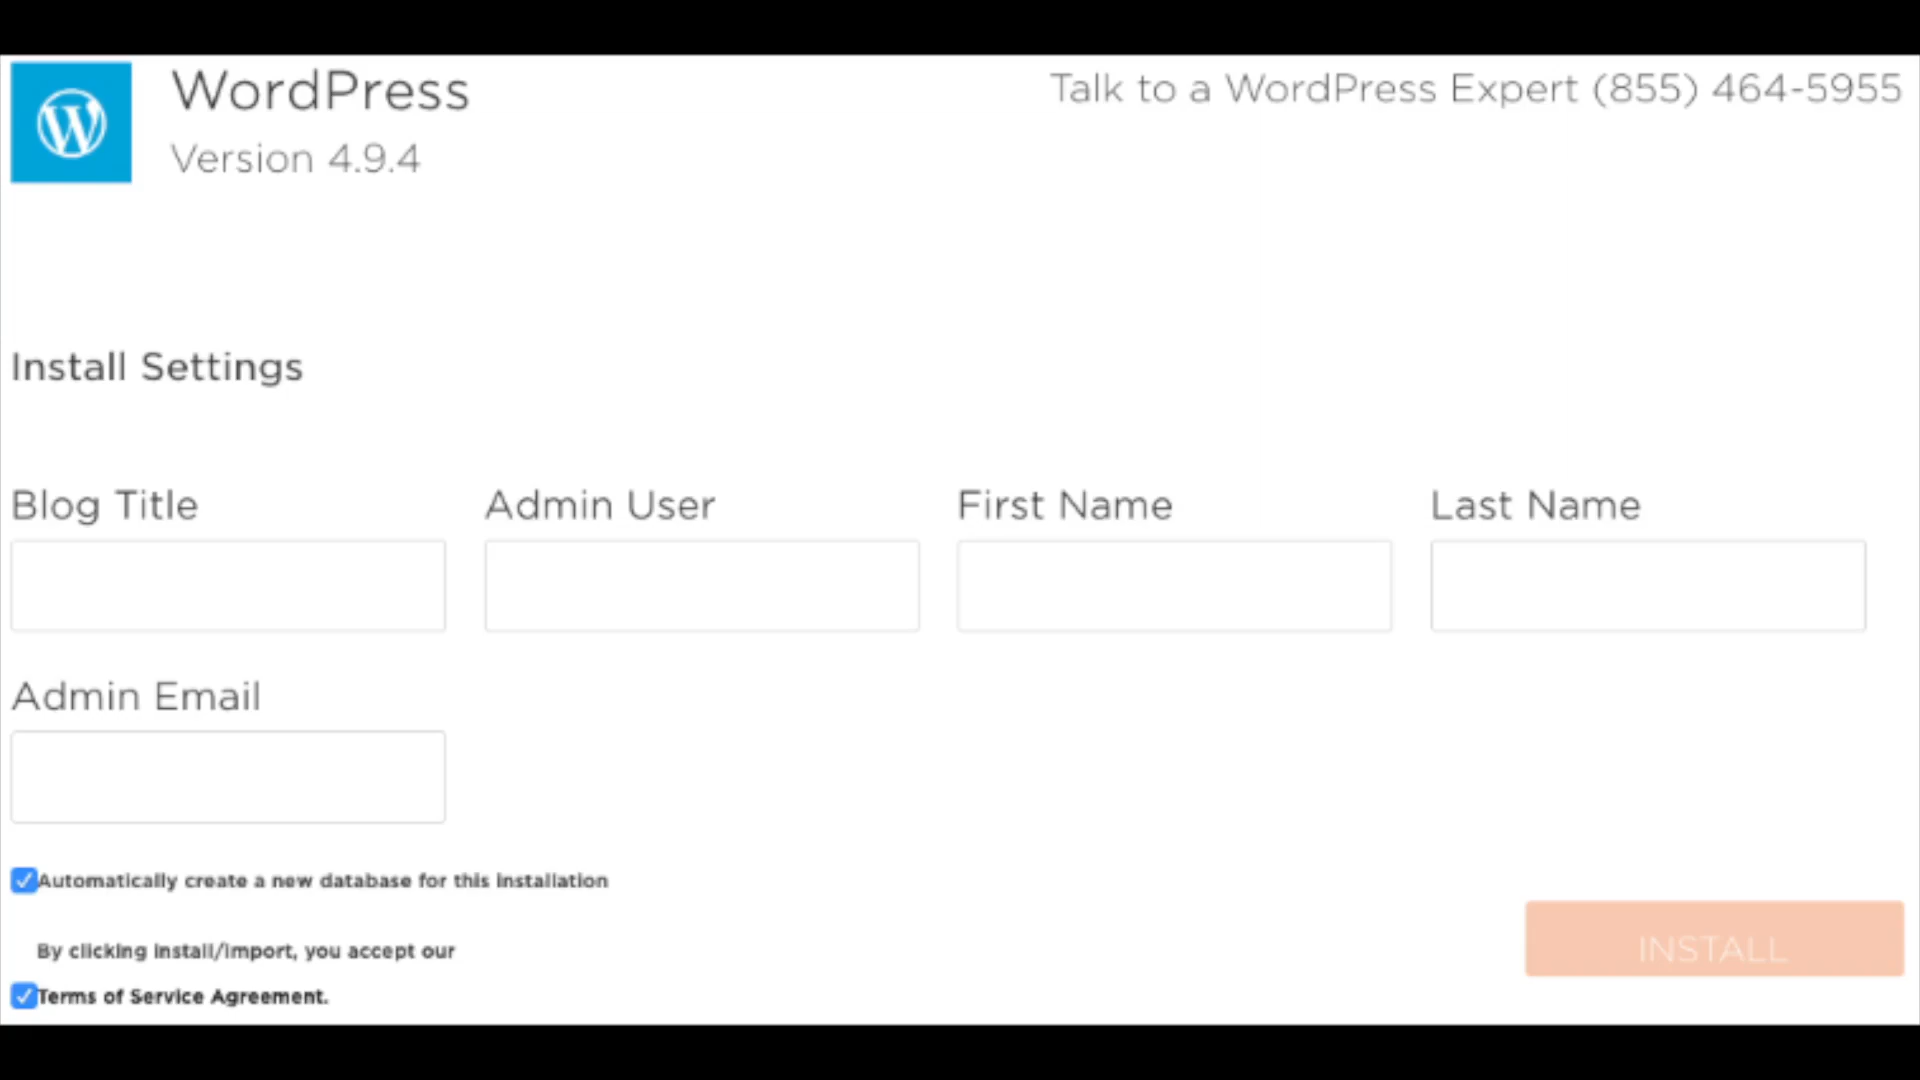 WordPress
Talk to a WordPress Expert (855) 464-5955
Version 4.9.4
Install Settings
Blog Title
Admin User
First Name
Last Name
Admin Email
Automatically create a new database for this installation
By clicking install/import, you accept our
Terms of Service Agreement.
INSTALL